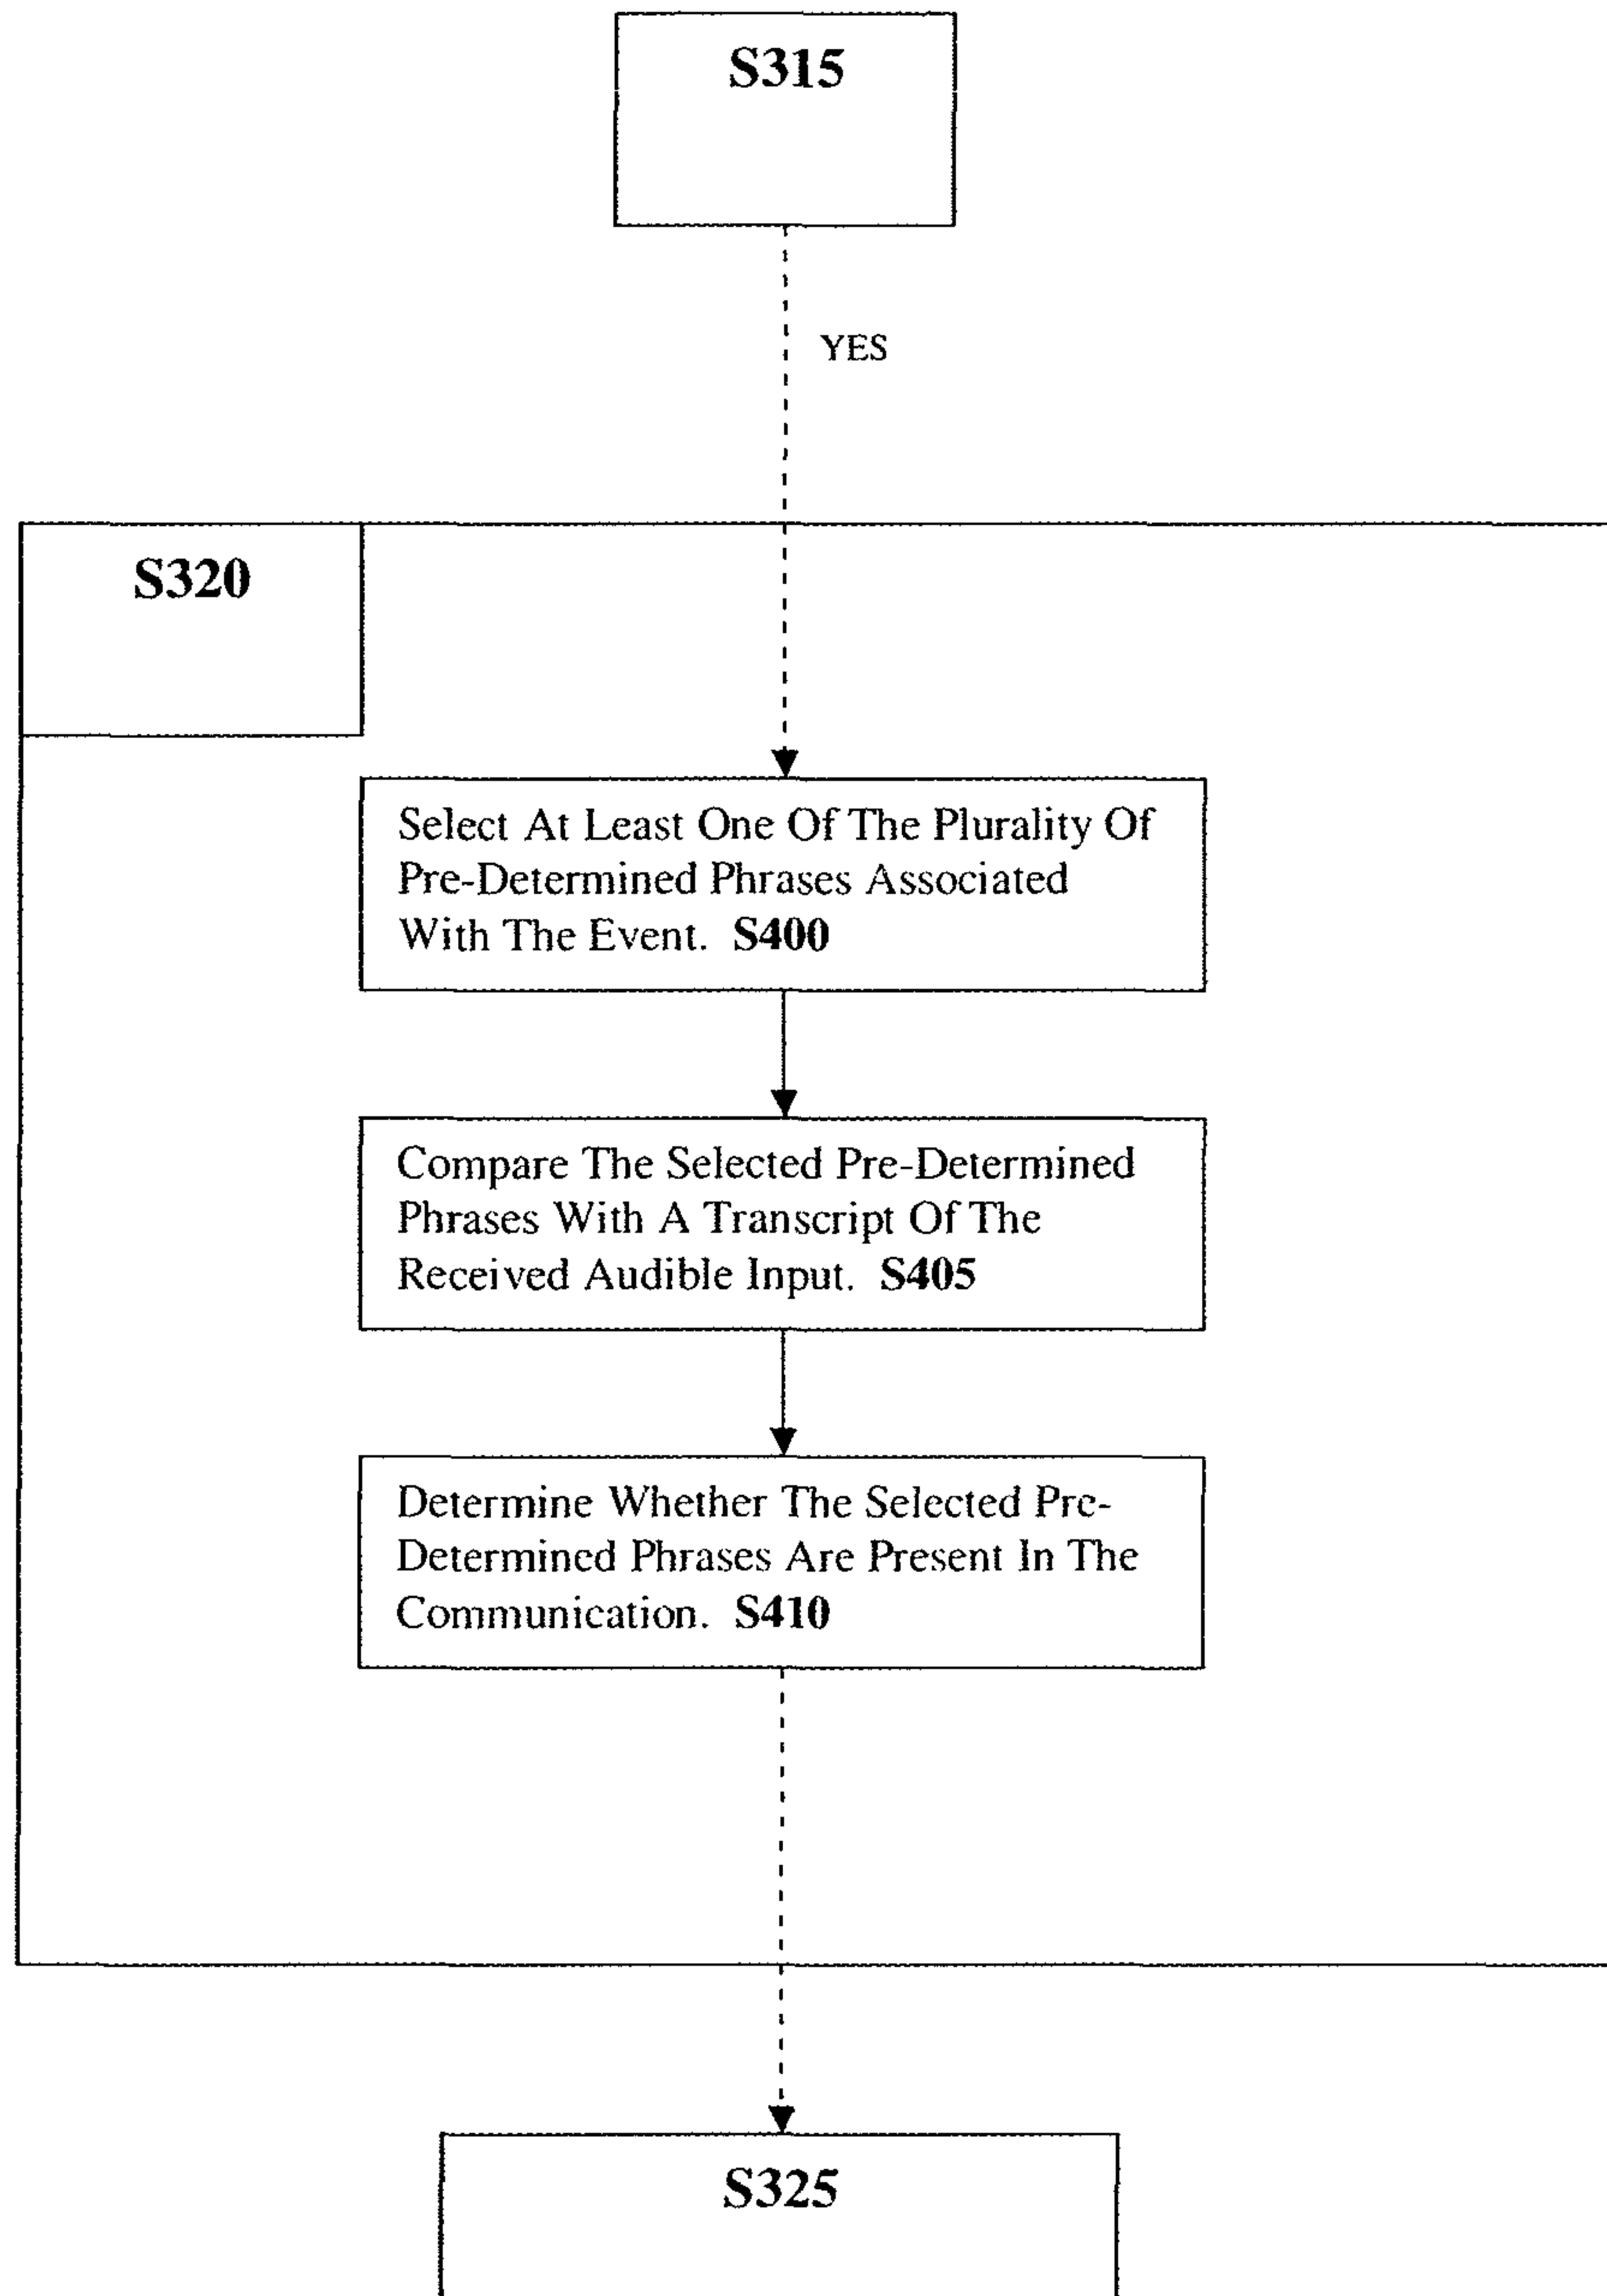 S315
YES
S320
Select At Least One Of The Plurality Of
Pre-Determined Phrases Associated
With The Event. S400
Compare The Selected Pre-Determined
Phrases With A Transcript Of The
Received Audible Input. S405
Determine Whether The Selected Pre-
Determined Phrases Are Present In The
Communication. S410
S325